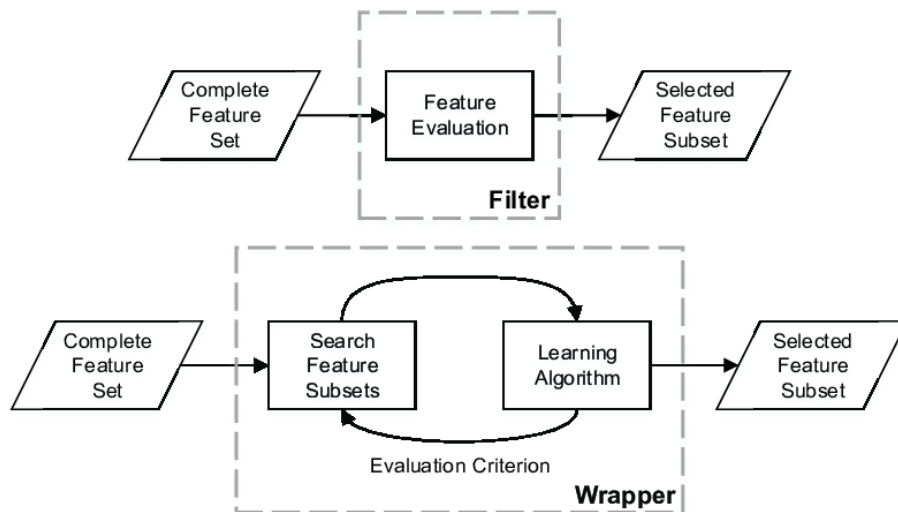 Complete
Feature
Set
Feature
Evaluation
Selected
Feature
Subset
Filter
Complete
Feature
Set
Search
Feature
Subsets
Learning
Algorithm
Selected
Feature
Subset
Evaluation Criterion
Wrapper